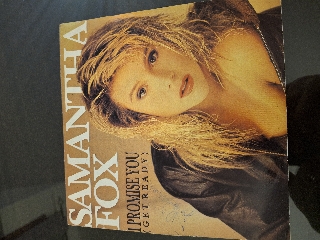 SAMANTHA
FOX
I PROMISE YOU
(GET READY)